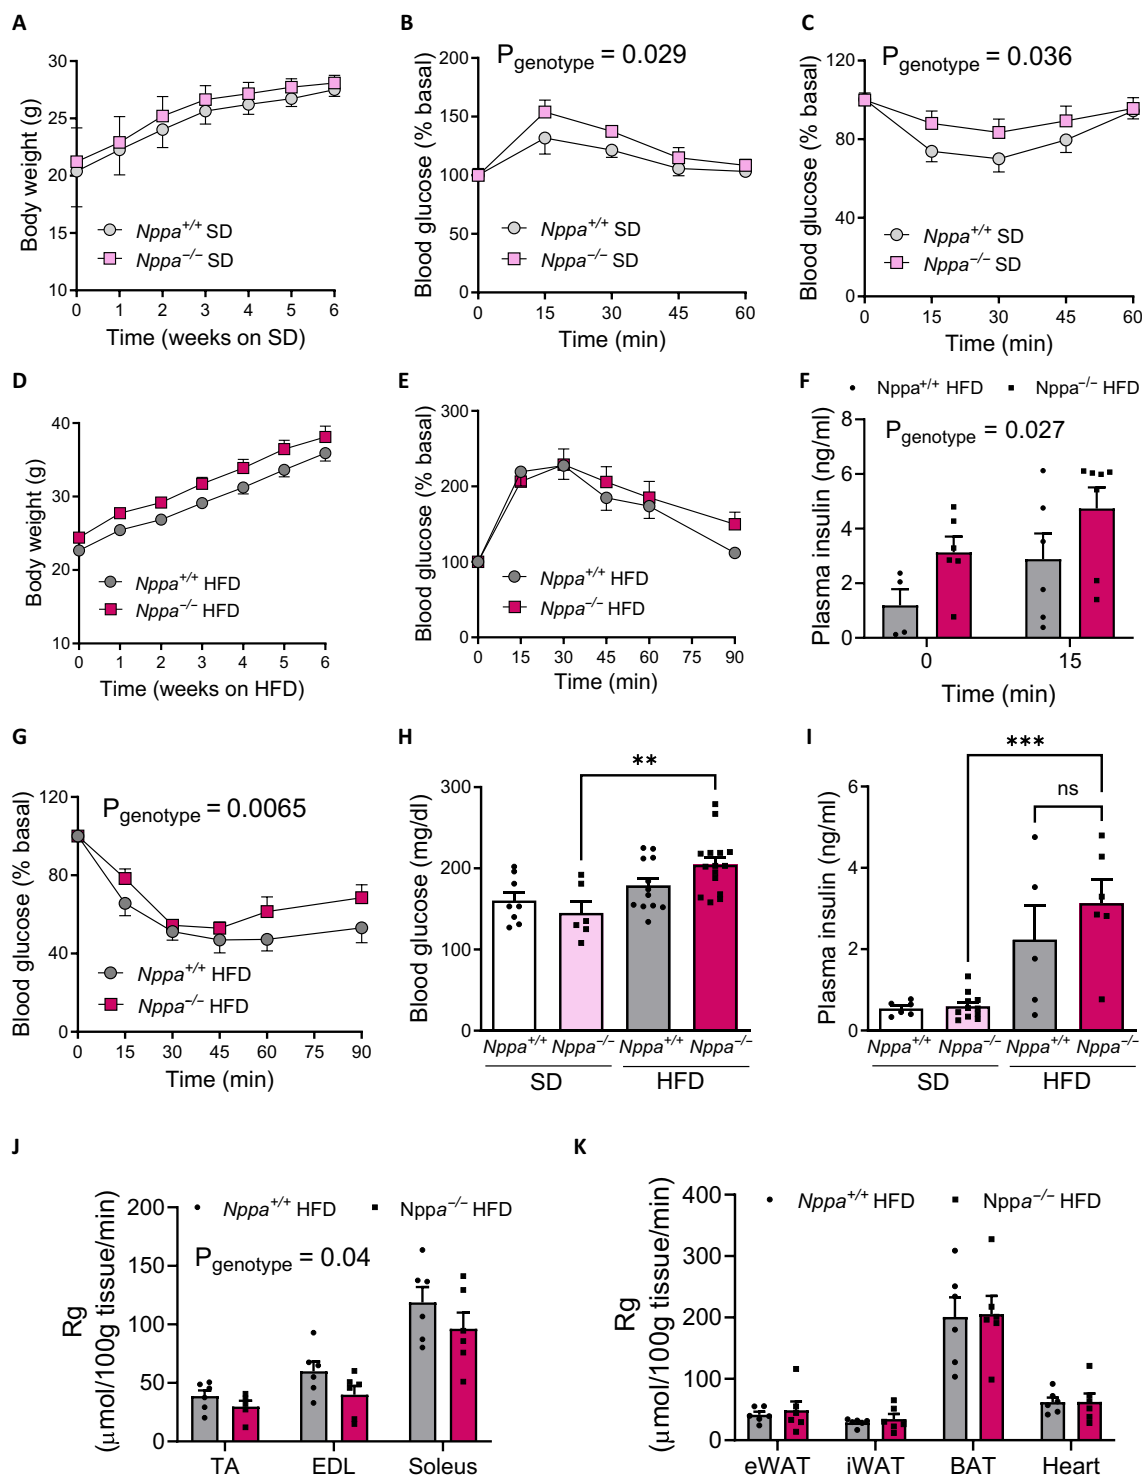 A
B
C
30
20
10
Body weight (g)
Nppa+/+ SD
Nppa−/− SD
0 1 2 3 4 5 6
Time (weeks on SD)
Pgenotype = 0.029
200
150
100
50
0
Blood glucose (% basal)
Nppa+/+ SD
Nppa−/− SD
0 15 30 45 60
Time (min)
Pgenotype = 0.036
120
80
40
0
Blood glucose (% basal)
Nppa+/+ SD
Nppa−/− SD
0 15 30 45 60
Time (min)
D
E
F
40
30
20
10
Body weight (g)
Nppa+/+ HFD
Nppa−/− HFD
0 1 2 3 4 5 6
Time (weeks on HFD)
300
200
100
0
Blood glucose (% basal)
Nppa+/+ HFD
Nppa−/− HFD
0 15 30 45 60 75 90
Time (min)
Nppa+/+ HFD Nppa−/− HFD
Pgenotype = 0.027
8
6
4
2
0
Plasma insulin (ng/ml)
0 15
Time (min)
G
H
I
Pgenotype = 0.0065
120
80
40
0
Blood glucose (% basal)
Nppa+/+ HFD
Nppa−/− HFD
0 15 30 45 60 75 90
Time (min)
**
300
200
100
0
Blood glucose (mg/dl)
Nppa+/+ Nppa−/− Nppa+/+ Nppa−/−
SD HFD
***
ns
6
4
2
0
Plasma insulin (ng/ml)
Nppa+/+ Nppa−/− Nppa+/+ Nppa−/−
SD HFD
J
K
Nppa+/+ HFD Nppa−/− HFD
Pgenotype = 0.04
200
150
100
50
0
Rg
(μmol/100g tissue/min)
TA EDL Soleus
Nppa+/+ HFD Nppa−/− HFD
400
300
200
100
0
Rg
(μmol/100g tissue/min)
eWAT iWAT BAT Heart